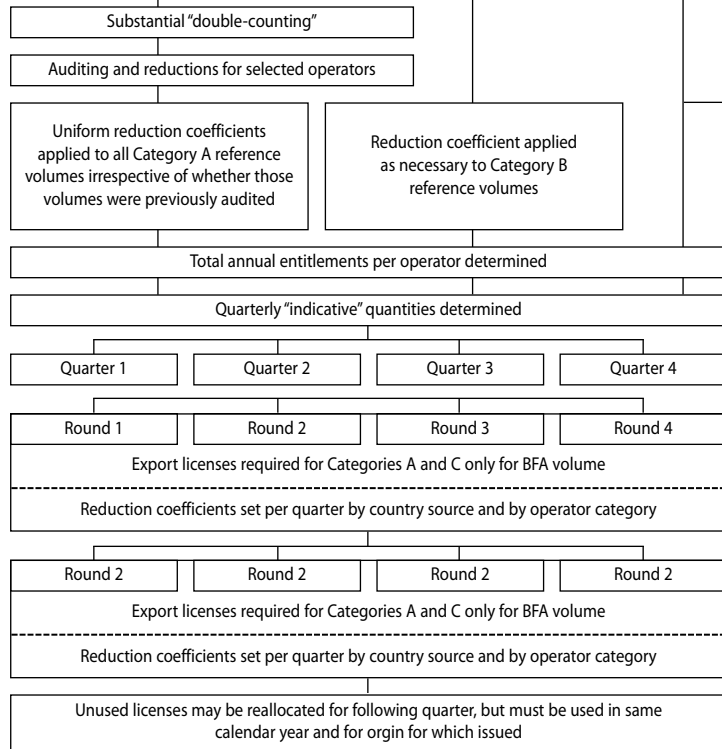 Substantial “double-counting”
Auditing and reductions for selected operators
Uniform reduction coefficients
applied to all Category A reference
volumes irrespective of whether those
volumes were previously audited
Reduction coefficient applied
as necessary to Category B
reference volumes
Total annual entitlements per operator determined
Quarterly “indicative” quantities determined
Quarter 1
Quarter 2
Quarter 3
Quarter 4
Round 1
Round 2
Round 3
Round 4
Export licenses required for Categories A and C only for BFA volume
Reduction coefficients set per quarter by country source and by operator category
Round 2
Round 2
Round 2
Round 2
Export licenses required for Categories A and C only for BFA volume
Reduction coefficients set per quarter by country source and by operator category
Unused licenses may be reallocated for following quarter, but must be used in same
calendar year and for orgin for which issued